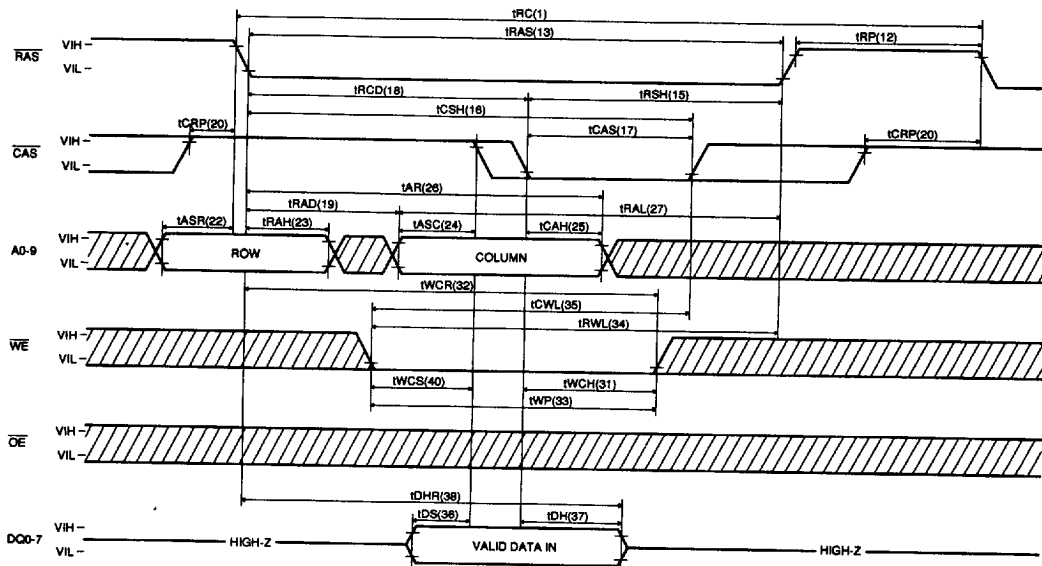 tRC(1)
tRAS(13)
tRP(12)
RAS
VIH
VIL
tRCD(18)
tRSH(15)
tCSH(16)
tCRP(20)
tCAS(17)
tCRP(20)
CAS
VIH
VIL
tAR(26)
tRAD(19)
tRAL(27)
tASR(22)
tRAH(23)
tASC(24)
tCAH(25)
A0-9
VIH
VIL
ROW
COLUMN
tWCR(32)
tCWL(35)
tRWL(34)
WE
VIH
VIL
tWCS(40)
tWCH(31)
tWP(33)
OE
VIH
VIL
tDHR(38)
tDS(36)
tDH(37)
DQ0-7
VIH
VIL
HIGH-Z
VALID DATA IN
HIGH-Z